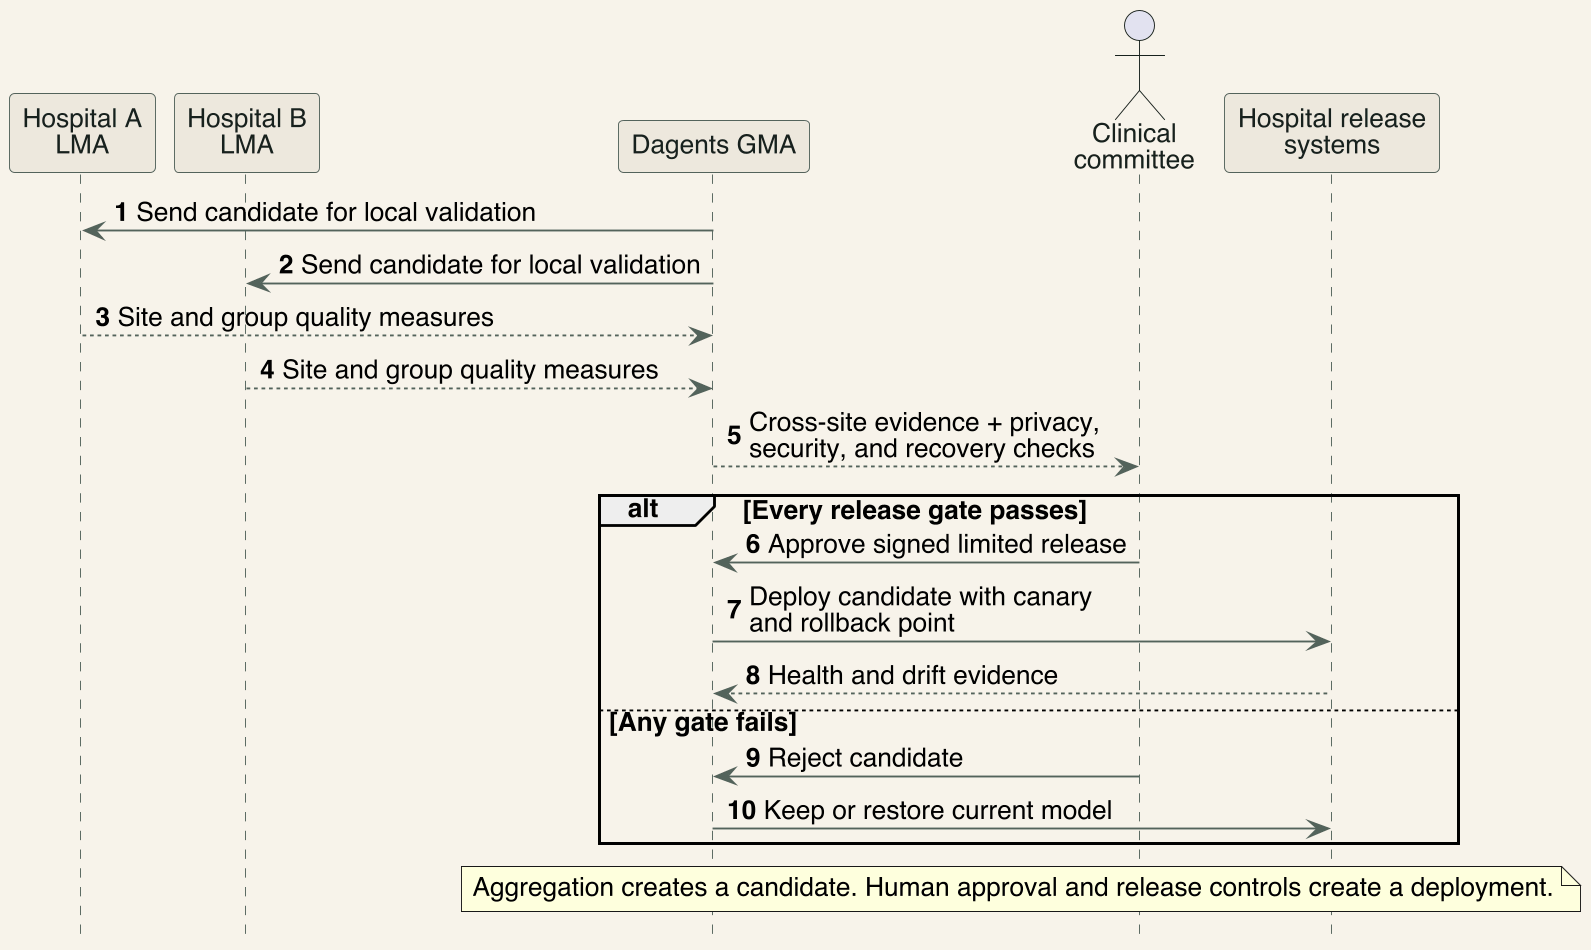 Hospital A
LMA
Hospital B
LMA
Dagents GMA
Clinical
committee
Hospital release
systems
1 Send candidate for local validation
2 Send candidate for local validation
3 Site and group quality measures
4 Site and group quality measures
5 Cross-site evidence + privacy,
security, and recovery checks
alt [Every release gate passes]
6 Approve signed limited release
7 Deploy candidate with canary
and rollback point
8 Health and drift evidence
[Any gate fails]
9 Reject candidate
10 Keep or restore current model
Aggregation creates a candidate. Human approval and release controls create a deployment.